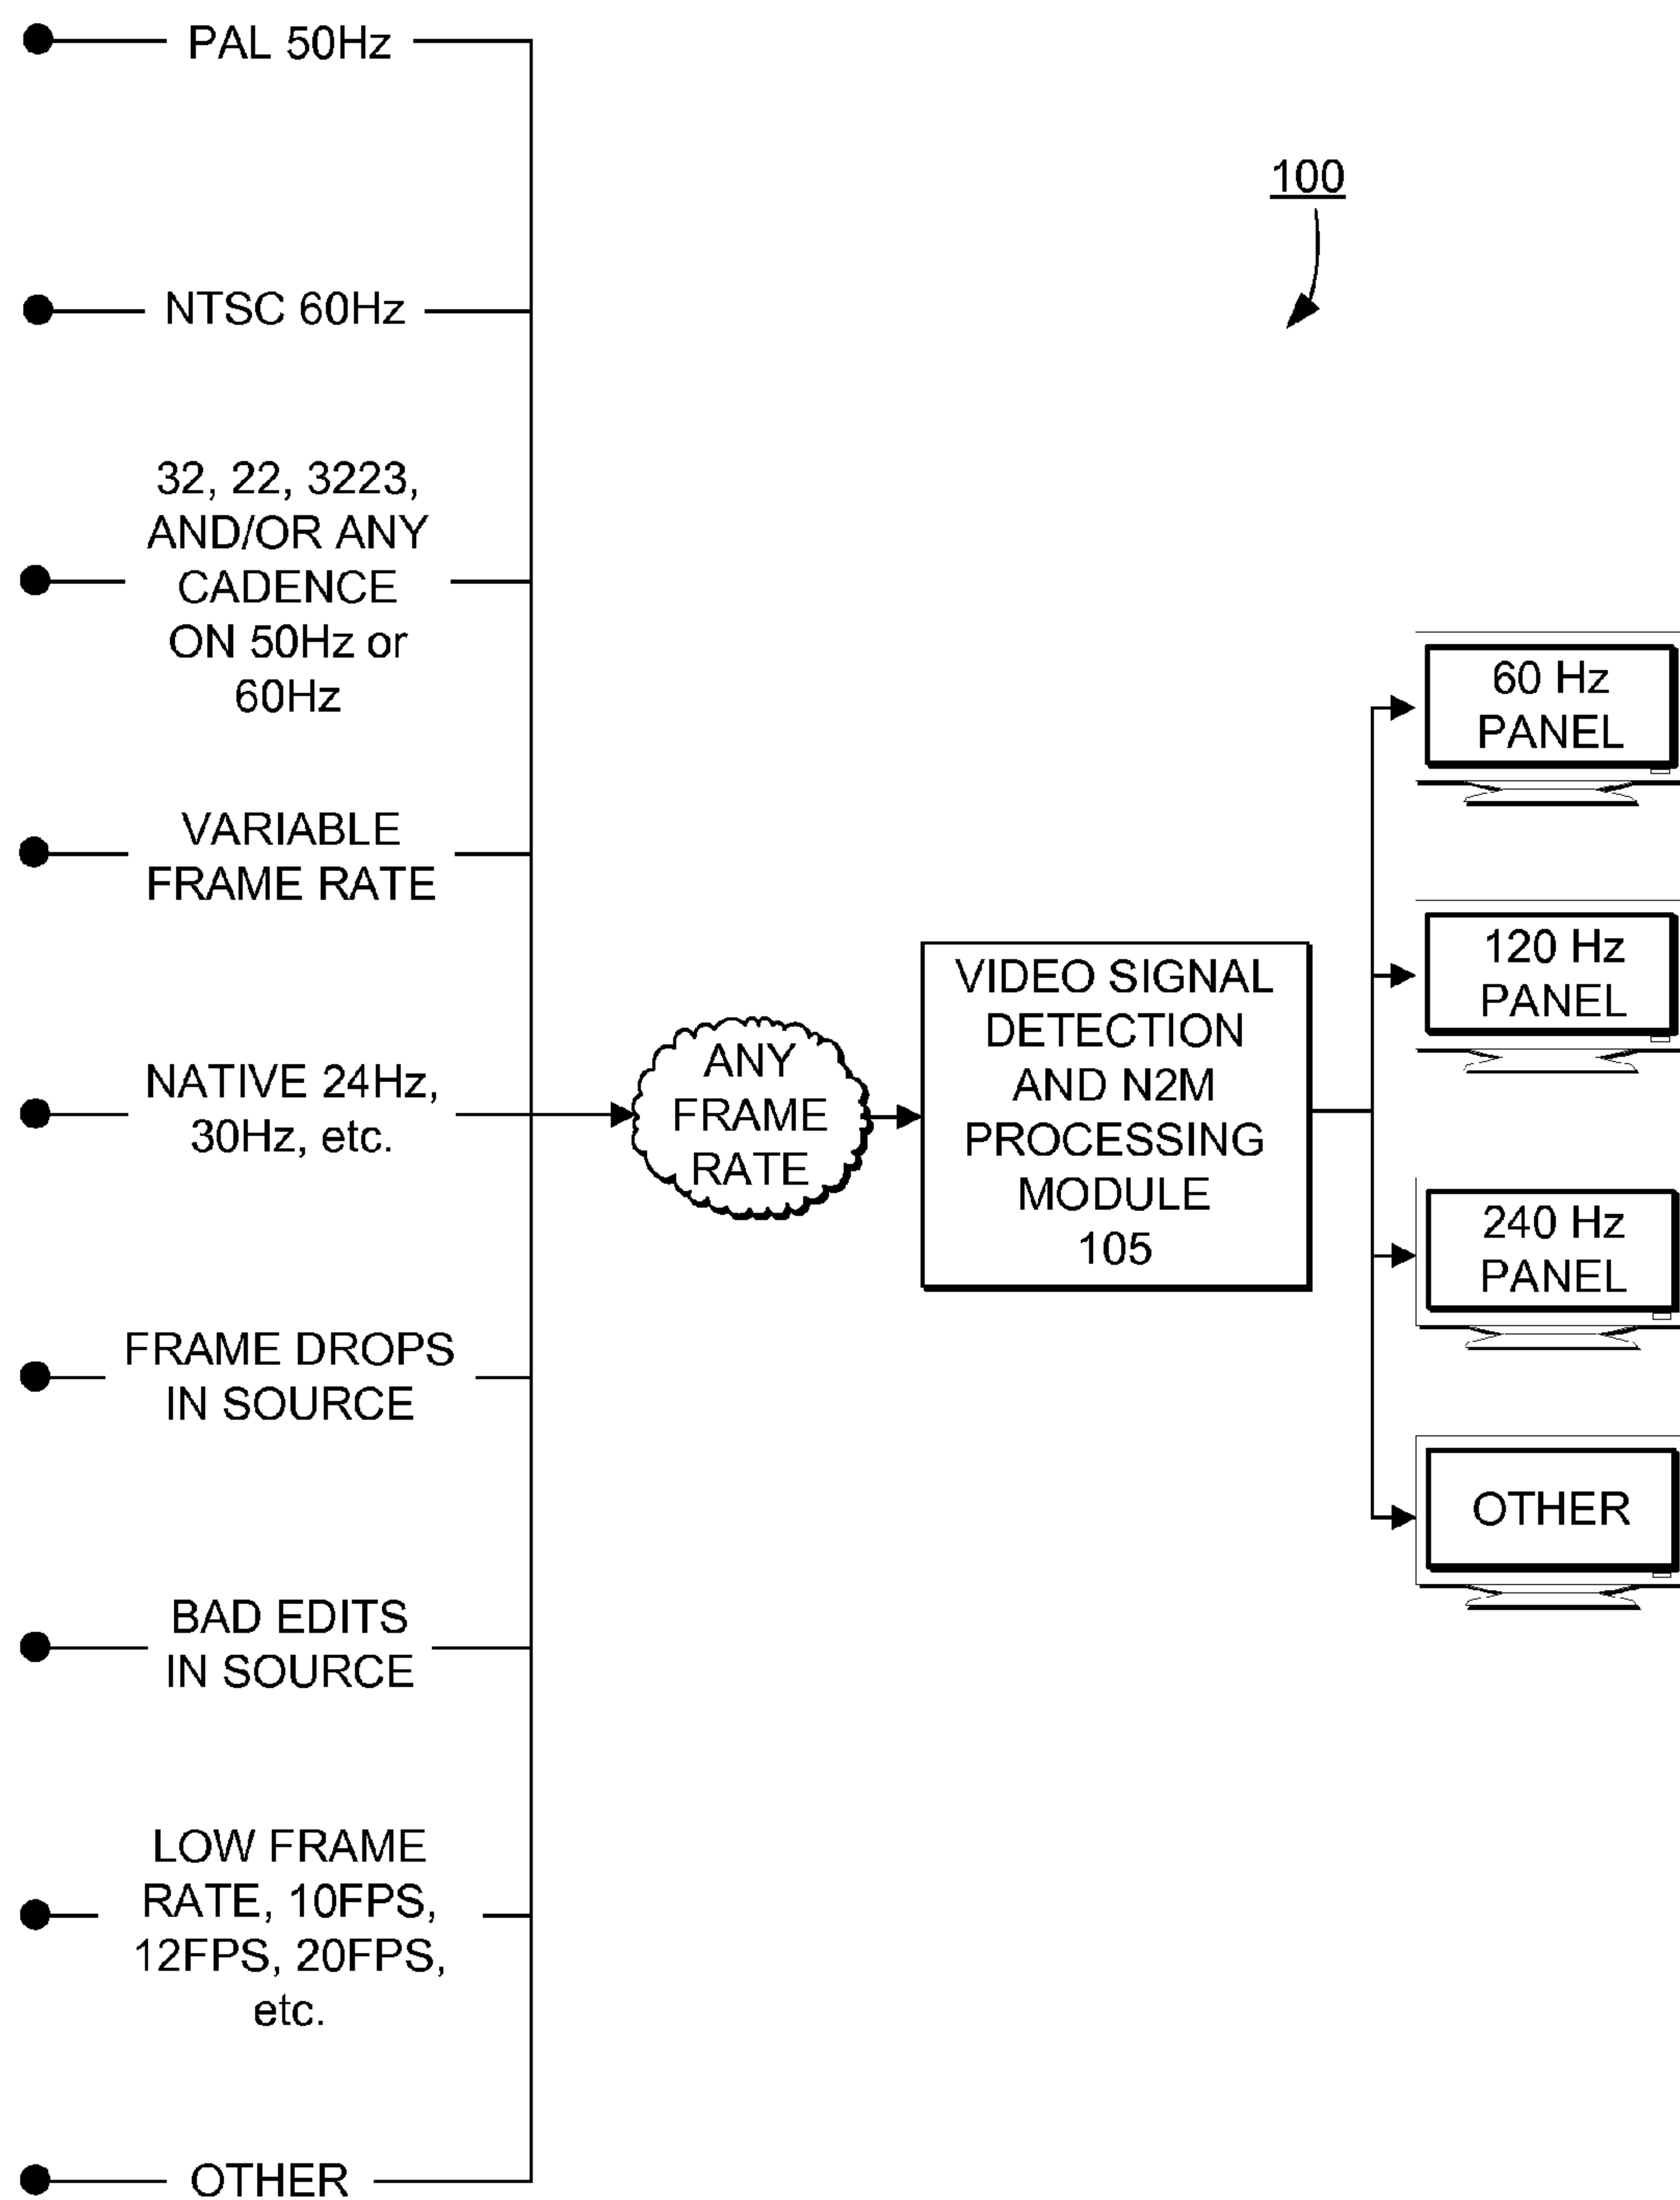 PAL 50Hz
NTSC 60Hz
32, 22, 3223,
AND/OR ANY
CADENCE
ON 50Hz or
60Hz
VARIABLE
FRAME RATE
NATIVE 24Hz,
30Hz, etc.
FRAME DROPS
IN SOURCE
BAD EDITS
IN SOURCE
LOW FRAME
RATE, 10FPS,
12FPS, 20FPS,
etc.
OTHER
ANY
FRAME
RATE
100
VIDEO SIGNAL
DETECTION
AND N2M
PROCESSING
MODULE
105
60 Hz
PANEL
120 Hz
PANEL
240 Hz
PANEL
OTHER